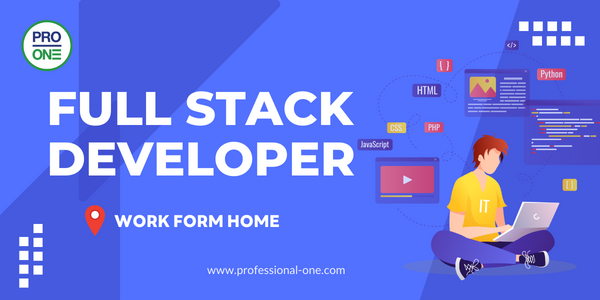 PRO
ONE
FULL STACK
DEVELOPER
WORK FORM HOME
www.professional-one.com
</>
{ }
HTML
Python
CSS
PHP
JavaScript
[ ]
IT